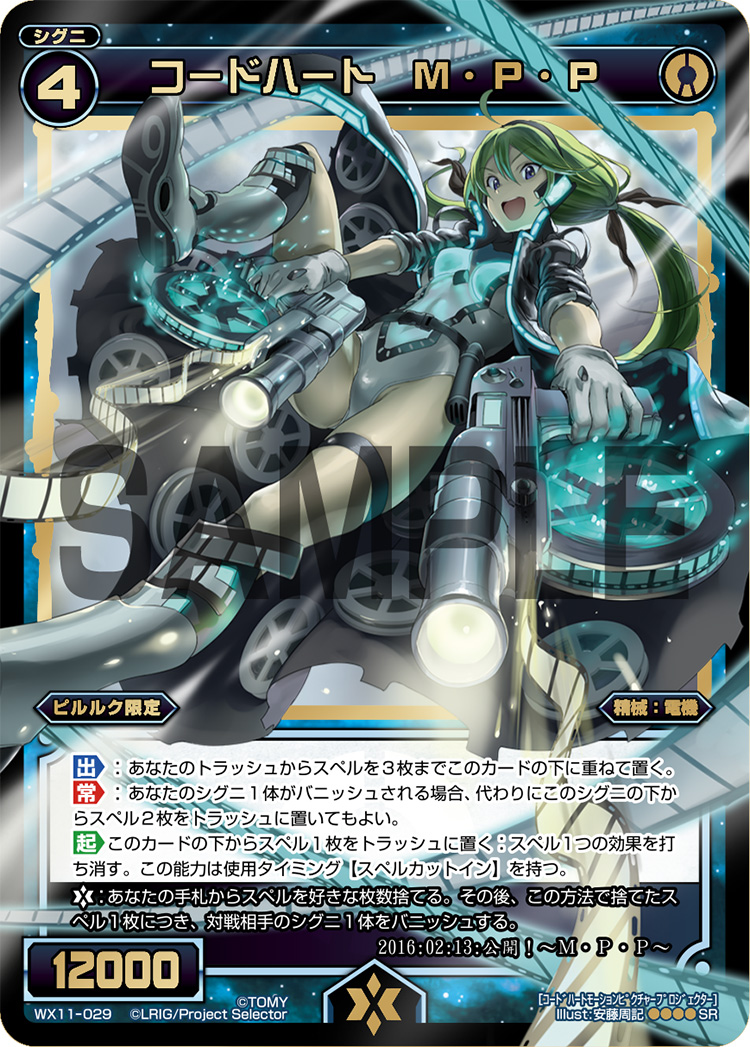 シグニ
4
コードハート M・P・P
SAMPLE
ピルルク限定
精械：電機
出：あなたのトラッシュからスペルを３枚までこのカードの下に重ねて置く。
常：あなたのシグニ１体がバニッシュされる場合、代わりにこのシグニの下か
らスペル２枚をトラッシュに置いてもよい。
起このカードの下からスペル１枚をトラッシュに置く：スペル１つの効果を打
ち消す。この能力は使用タイミング【スペルカットイン】を持つ。
：あなたの手札からスペルを好きな枚数捨てる。その後、この方法で捨てたス
ペル１枚につき、対戦相手のシグニ１体をバニッシュする。
2016:02:13:公開！～M・P・P～
12000
©TOMY
[コードハートモーションピクチャープロジェクター]
WX11-029 ©LRIG/Project Selector
Illust:安藤周記 SR